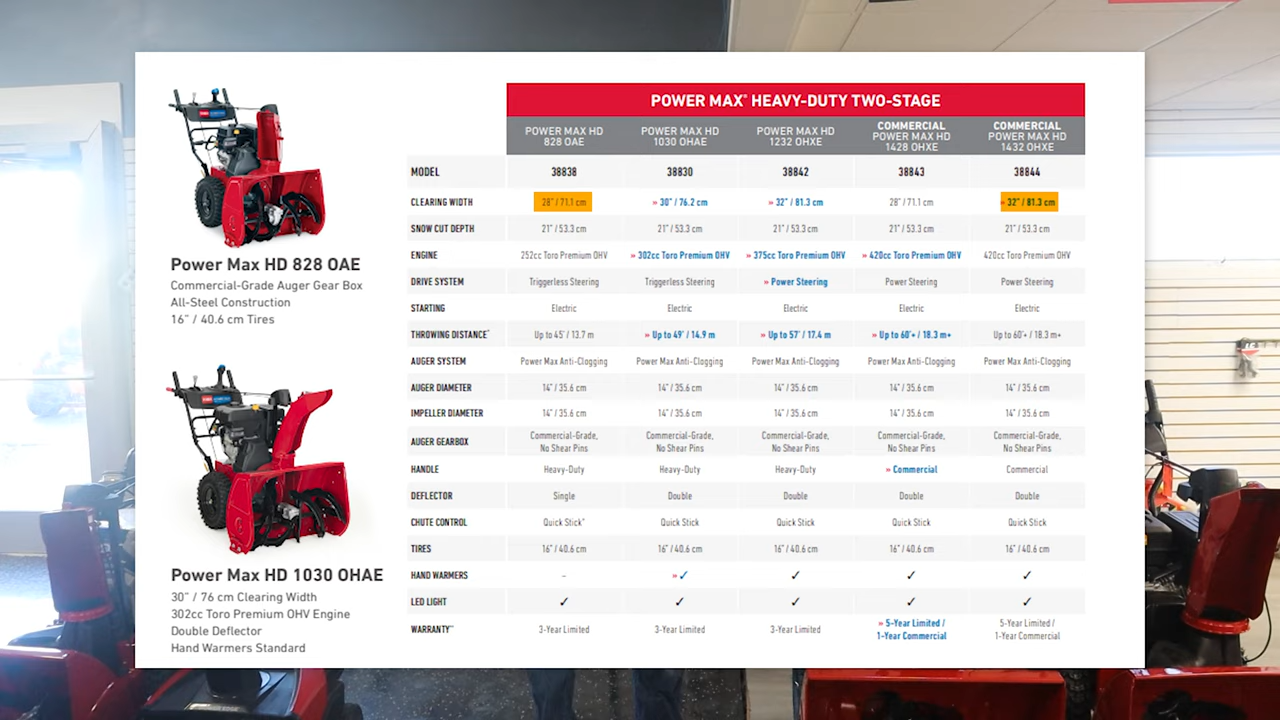 POWER MAX® HEAVY-DUTY TWO-STAGE
POWER MAX HD
828 OAE
POWER MAX HD
1030 OHAE
POWER MAX HD
1232 OHXE
COMMERCIAL
POWER MAX HD
1428 OHXE
COMMERCIAL
POWER MAX HD
1432 OHXE
MODEL 38838 38830 38842 38843 38844
CLEARING WIDTH 28" / 71.1 cm » 30" / 76.2 cm » 32" / 81.3 cm 28" / 71.1 cm » 32" / 81.3 cm
SNOW CUT DEPTH 21" / 53.3 cm 21" / 53.3 cm 21" / 53.3 cm 21" / 53.3 cm 21" / 53.3 cm
ENGINE 252cc Toro Premium OHV » 302cc Toro Premium OHV » 375cc Toro Premium OHV » 420cc Toro Premium OHV 420cc Toro Premium OHV
DRIVE SYSTEM Triggerless Steering Triggerless Steering » Power Steering Power Steering Power Steering
STARTING Electric Electric Electric Electric Electric
THROWING DISTANCE* Up to 45' / 13.7 m » Up to 49' / 14.9 m » Up to 57' / 17.4 m » Up to 60'+ / 18.3 m+ Up to 60'+ / 18.3 m+
AUGER SYSTEM Power Max Anti-Clogging Power Max Anti-Clogging Power Max Anti-Clogging Power Max Anti-Clogging Power Max Anti-Clogging
AUGER DIAMETER 14" / 35.6 cm 14" / 35.6 cm 14" / 35.6 cm 14" / 35.6 cm 14" / 35.6 cm
IMPELLER DIAMETER 14" / 35.6 cm 14" / 35.6 cm 14" / 35.6 cm 14" / 35.6 cm 14" / 35.6 cm
AUGER GEARBOX Commercial-Grade, Commercial-Grade, Commercial-Grade, Commercial-Grade, Commercial-Grade,
No Shear Pins No Shear Pins No Shear Pins No Shear Pins No Shear Pins
HANDLE Heavy-Duty Heavy-Duty Heavy-Duty » Commercial Commercial
DEFLECTOR Single Double Double Double Double
CHUTE CONTROL Quick Stick® Quick Stick Quick Stick Quick Stick Quick Stick
TIRES 16" / 40.6 cm 16" / 40.6 cm 16" / 40.6 cm 16" / 40.6 cm 16" / 40.6 cm
HAND WARMERS – » ✓ ✓ ✓ ✓
LED LIGHT ✓ ✓ ✓ ✓ ✓
WARRANTY** 3-Year Limited 3-Year Limited 3-Year Limited » 5-Year Limited / 5-Year Limited /
1-Year Commercial 1-Year Commercial
Power Max HD 828 OAE
Commercial-Grade Auger Gear Box
All-Steel Construction
16" / 40.6 cm Tires
Power Max HD 1030 OHAE
30" / 76 cm Clearing Width
302cc Toro Premium OHV Engine
Double Deflector
Hand Warmers Standard